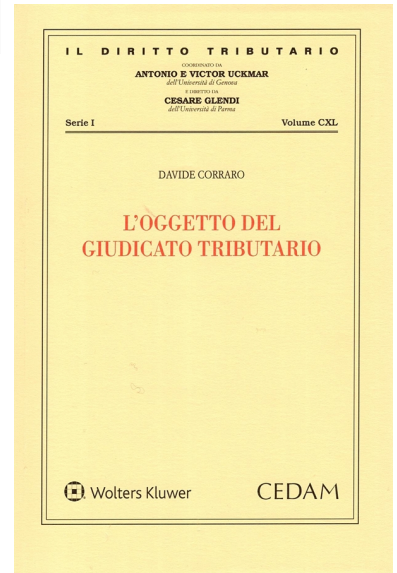 IL DIRITTO TRIBUTARIO
COORDINATO DA
ANTONIO E VICTOR UCKMAR
dell'Università di Genova
E DIRETTO DA
CESARE GLENDI
dell'Università di Parma
Serie I Volume CXL
DAVIDE CORRARO
L'OGGETTO DEL
GIUDICATO TRIBUTARIO
Wolters Kluwer CEDAM